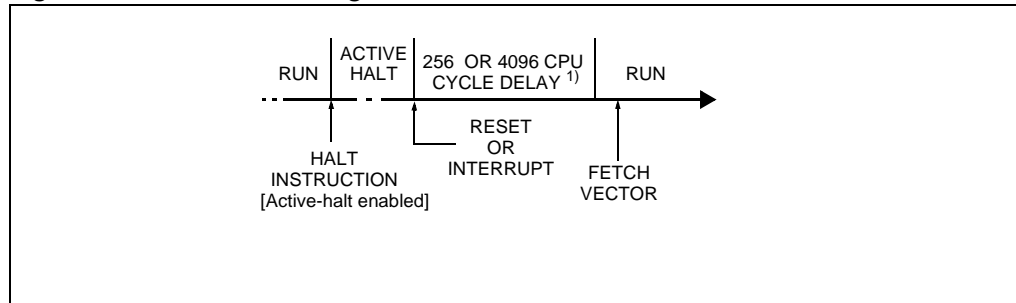 RUN
ACTIVE
HALT
256 OR 4096 CPU
CYCLE DELAY 1)
RUN
RESET
OR
INTERRUPT
HALT
INSTRUCTION
[Active-halt enabled]
FETCH
VECTOR